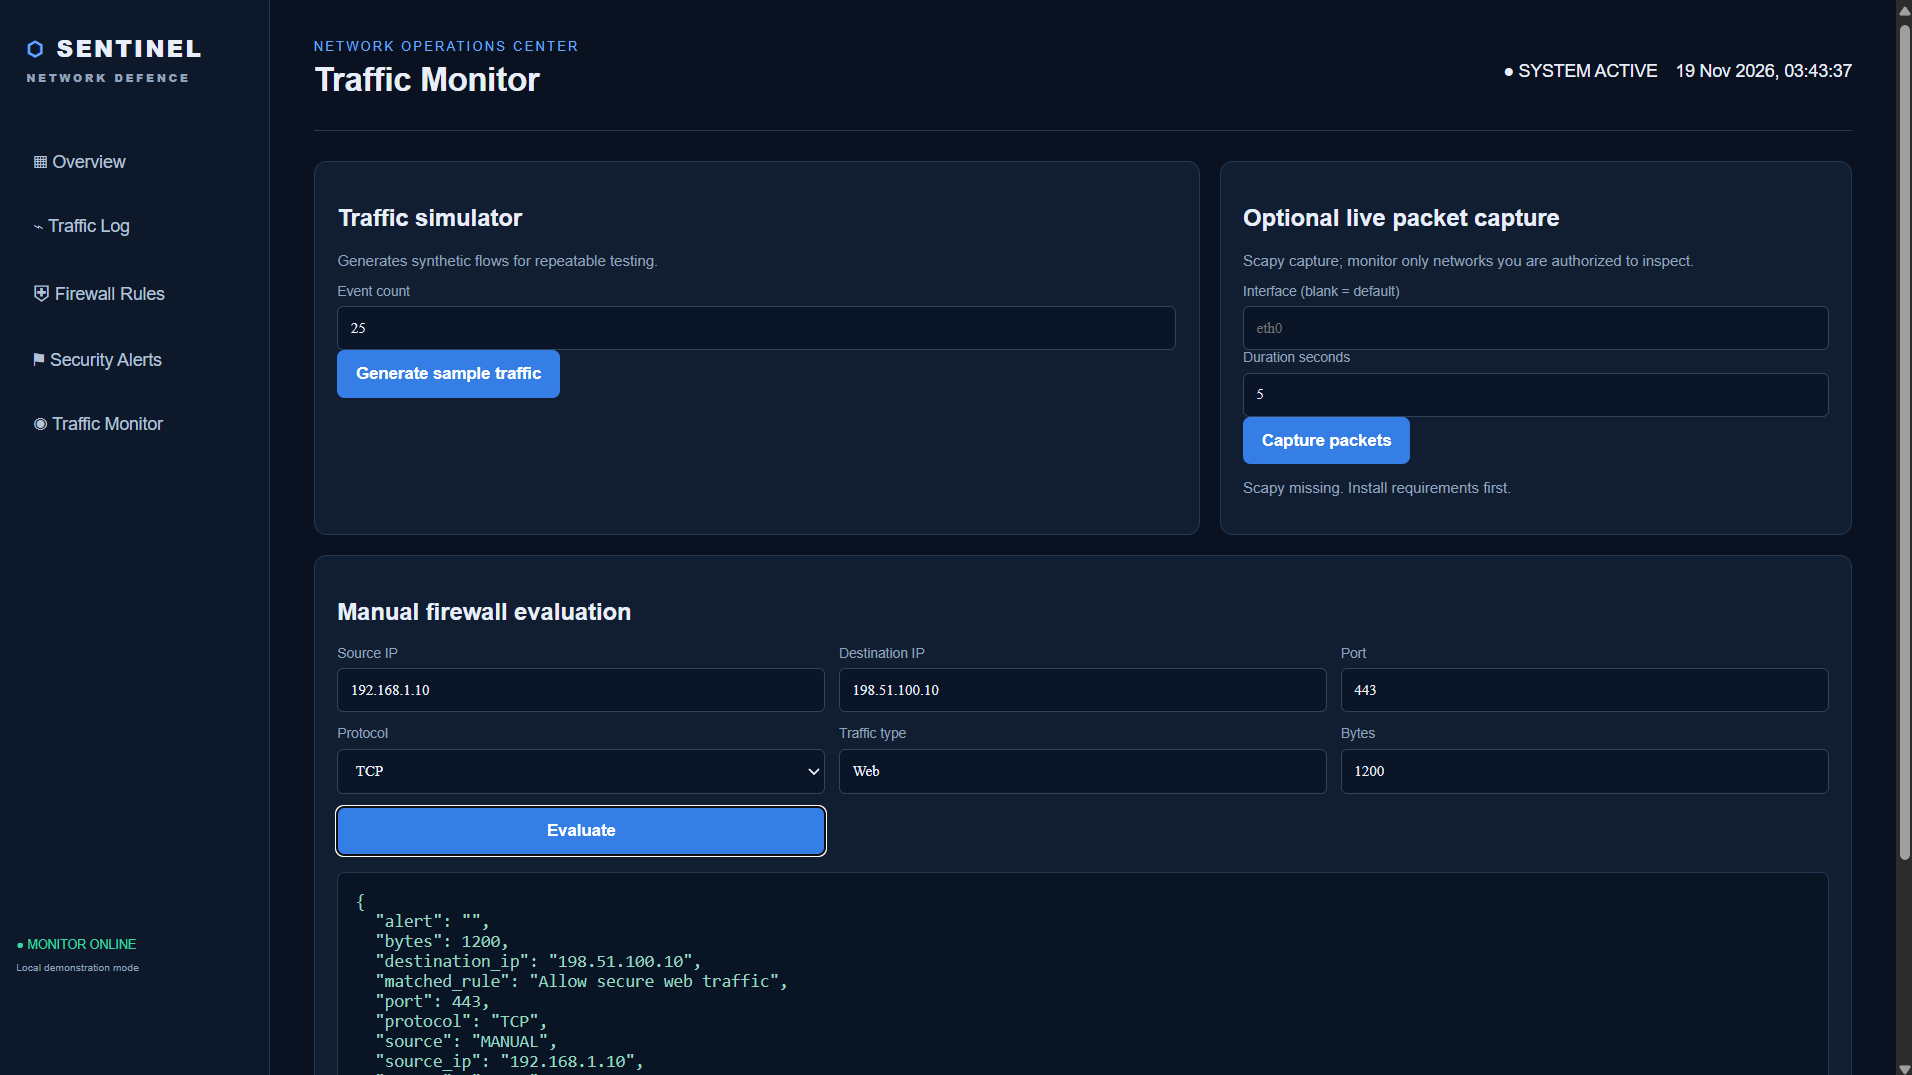 SENTINEL
NETWORK DEFENCE
Overview
Traffic Log
Firewall Rules
Security Alerts
Traffic Monitor
● MONITOR ONLINE
Local demonstration mode
NETWORK OPERATIONS CENTER
Traffic Monitor
● SYSTEM ACTIVE 19 Nov 2026, 03:43:37
Traffic simulator
Generates synthetic flows for repeatable testing.
Event count
25
Generate sample traffic
Optional live packet capture
Scapy capture; monitor only networks you are authorized to inspect.
Interface (blank = default)
eth0
Duration seconds
5
Capture packets
Scapy missing. Install requirements first.
Manual firewall evaluation
Source IP Destination IP Port
192.168.1.10 198.51.100.10 443
Protocol Traffic type Bytes
TCP Web 1200
Evaluate
{
"alert": "",
"bytes": 1200,
"destination_ip": "198.51.100.10",
"matched_rule": "Allow secure web traffic",
"port": 443,
"protocol": "TCP",
"source": "MANUAL",
"source_ip": "192.168.1.10",